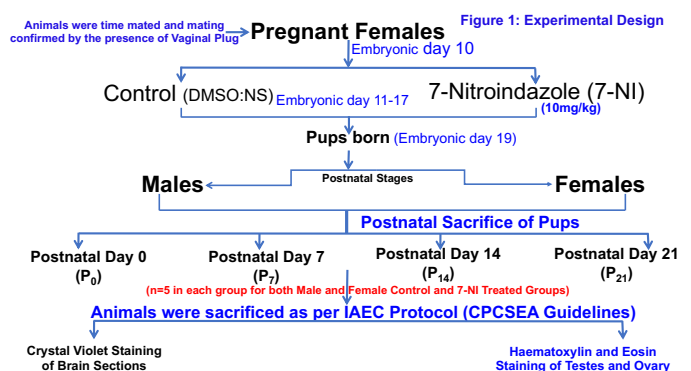 Figure 1: Experimental Design
Animals were time mated and mating
confirmed by the presence of Vaginal Plug
Pregnant Females
Embryonic day 10
Control (DMSO:NS) Embryonic day 11-17 7-Nitroindazole (7-NI)
(10mg/kg)
Pups born (Embryonic day 19)
Postnatal Stages
Males Females
Postnatal Sacrifice of Pups
Postnatal Day 0 Postnatal Day 7 Postnatal Day 14 Postnatal Day 21
(P0) (P7) (P14) (P21)
(n=5 in each group for both Male and Female Control and 7-NI Treated Groups)
Animals were sacrificed as per IAEC Protocol (CPCSEA Guidelines)
Crystal Violet Staining Haematoxylin and Eosin
of Brain Sections Staining of Testes and Ovary